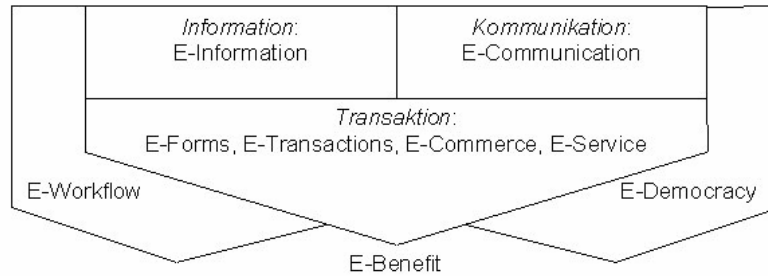 Information:
E-Information
Kommunikation:
E-Communication
Transaktion:
E-Forms, E-Transactions, E-Commerce, E-Service
E-Workflow
E-Democracy
E-Benefit